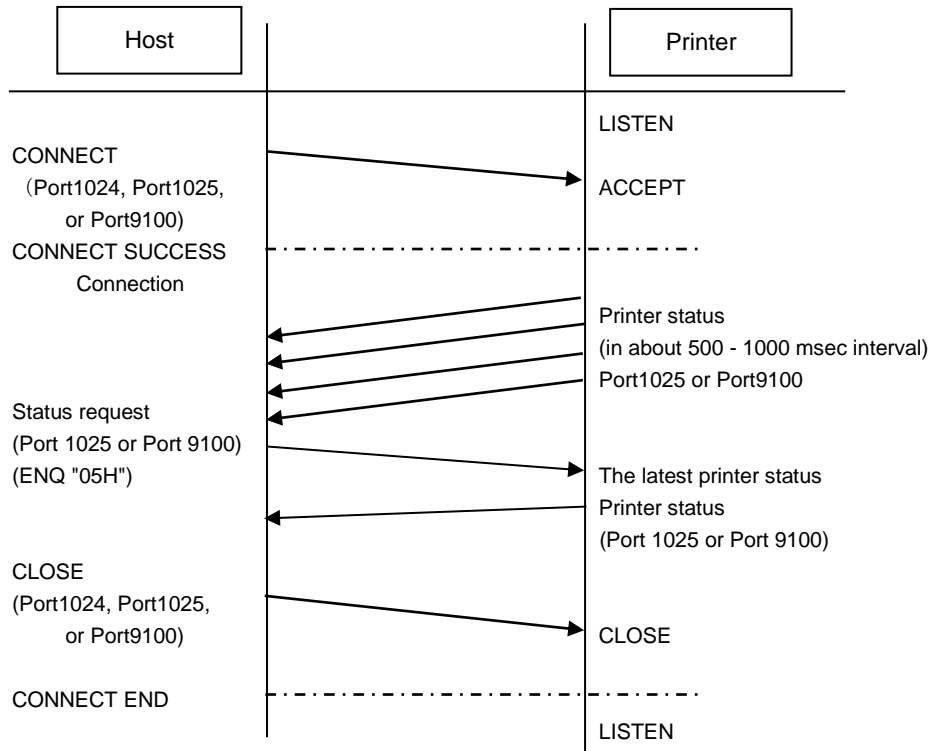 Host
Printer
LISTEN
CONNECT
（Port1024, Port1025,
or Port9100)
ACCEPT
CONNECT SUCCESS
Connection
Printer status
(in about 500 - 1000 msec interval)
Port1025 or Port9100
Status request
(Port 1025 or Port 9100)
(ENQ "05H")
The latest printer status
Printer status
(Port 1025 or Port 9100)
CLOSE
(Port1024, Port1025,
or Port9100)
CLOSE
CONNECT END
LISTEN